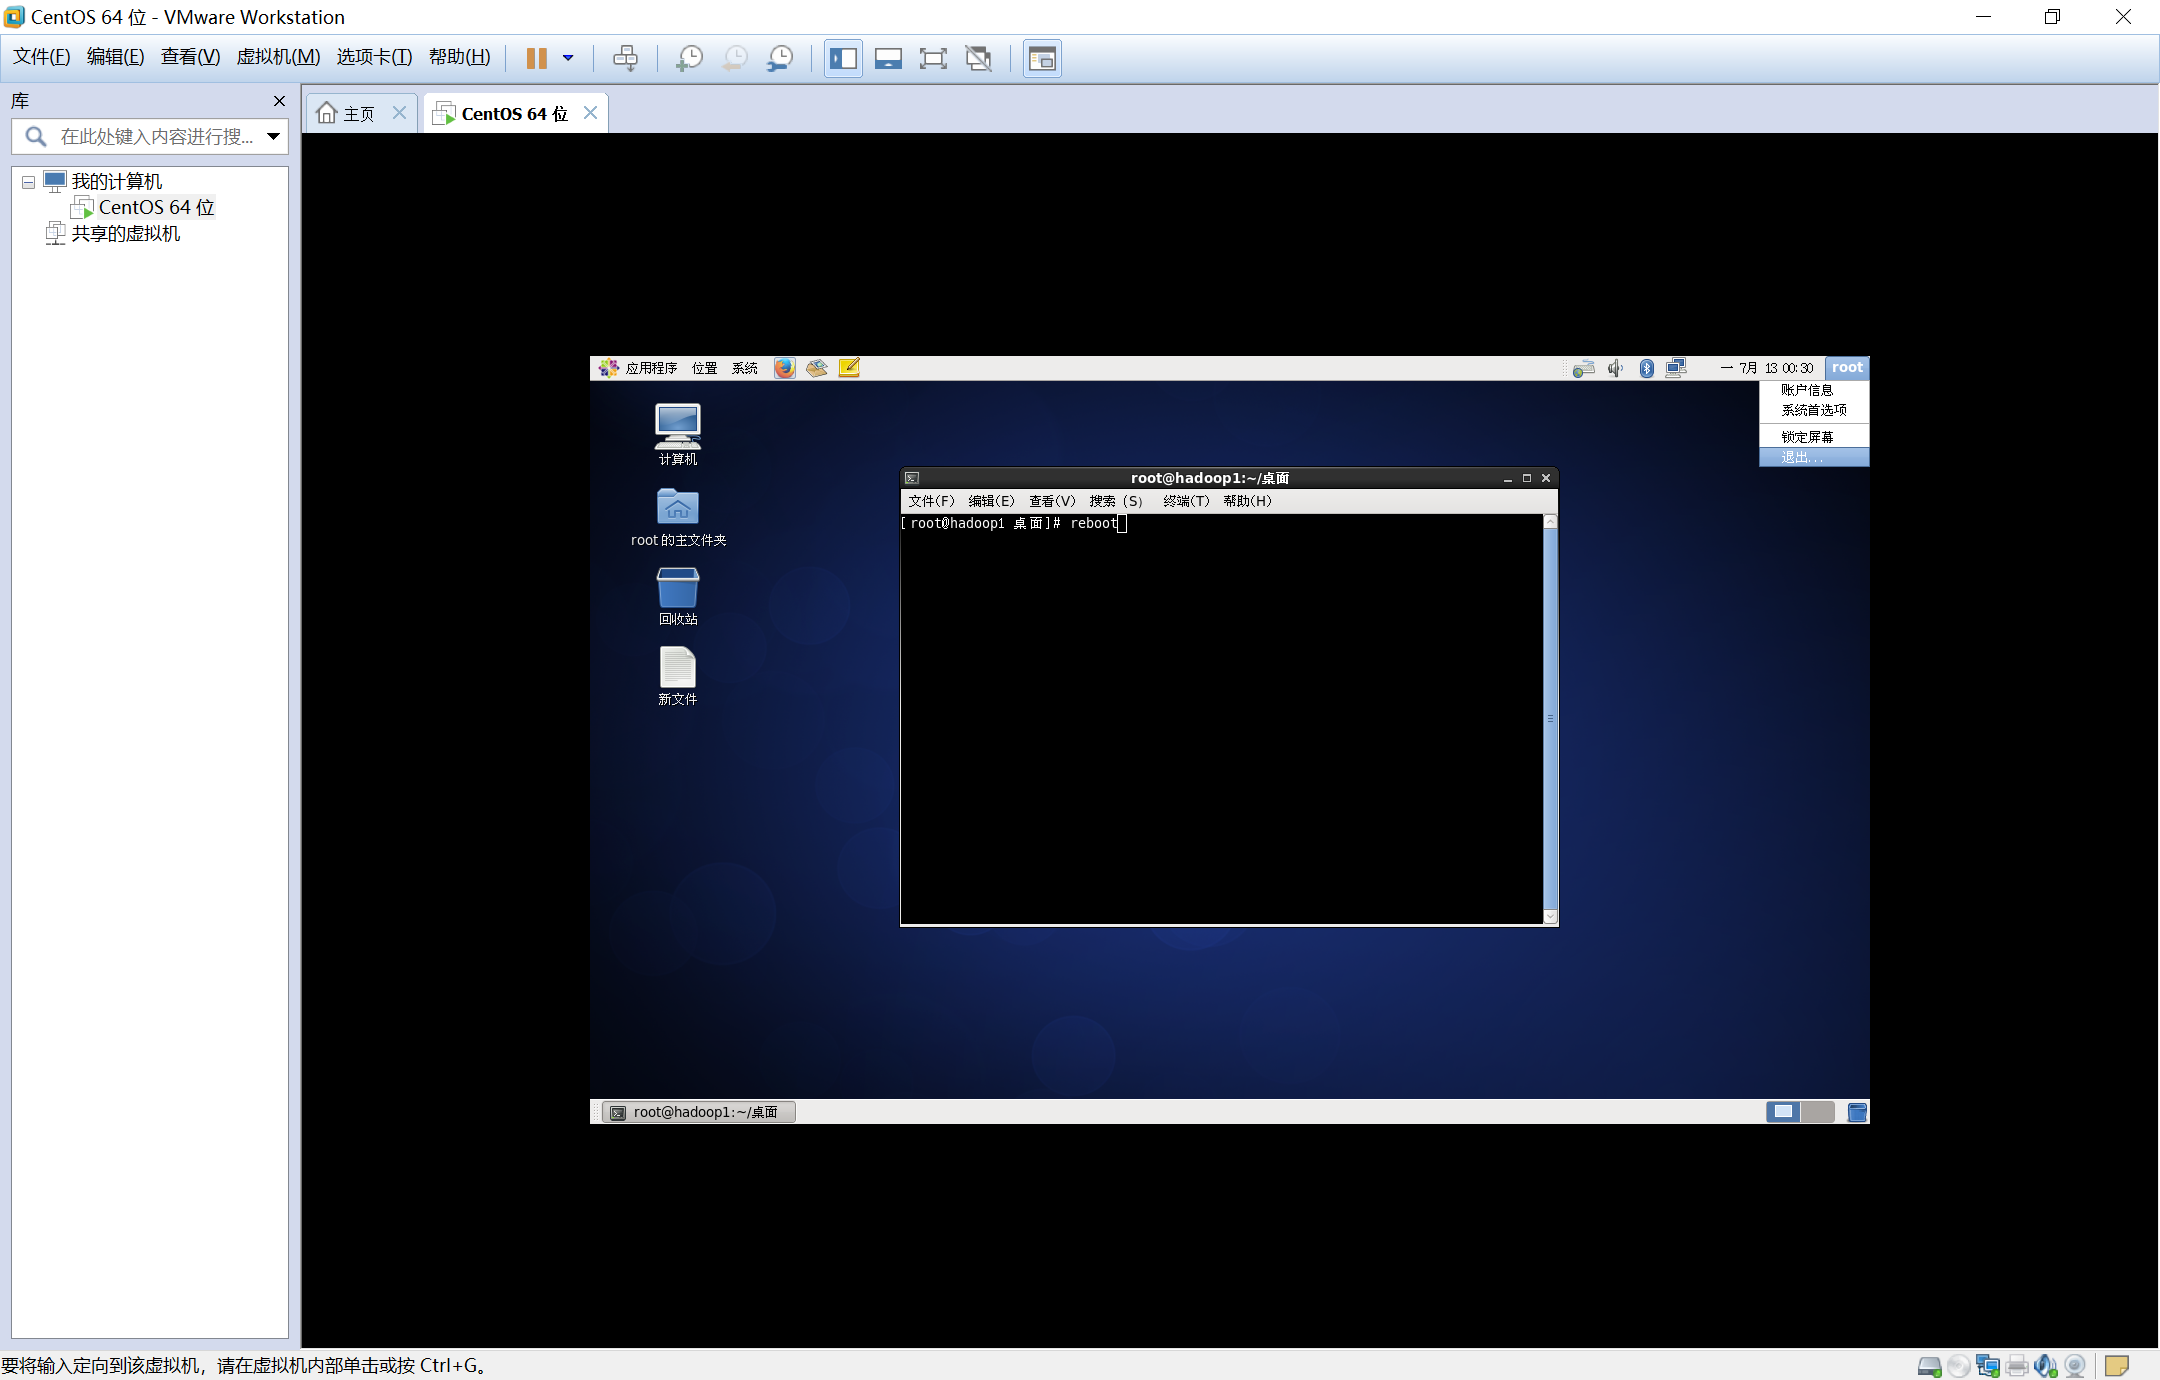 CentOS 64 位 - VMware Workstation
文件(F) 编辑(E) 查看(V) 虚拟机(M) 选项卡(T) 帮助(H)
库
在此处键入内容进行搜...
我的计算机
CentOS 64 位
共享的虚拟机
主页
CentOS 64 位
应用程序 位置 系统
一 7月 13 00:30 root
账户信息
系统首选项
锁定屏幕
退出...
计算机
root 的主文件夹
回收站
新文件
root@hadoop1:~/桌面
文件(F) 编辑(E) 查看(V) 搜索 (S) 终端(T) 帮助(H)
[root@hadoop1 桌面]# reboot
root@hadoop1:~/桌面
要将输入定向到该虚拟机，请在虚拟机内部单击或按 Ctrl+G。